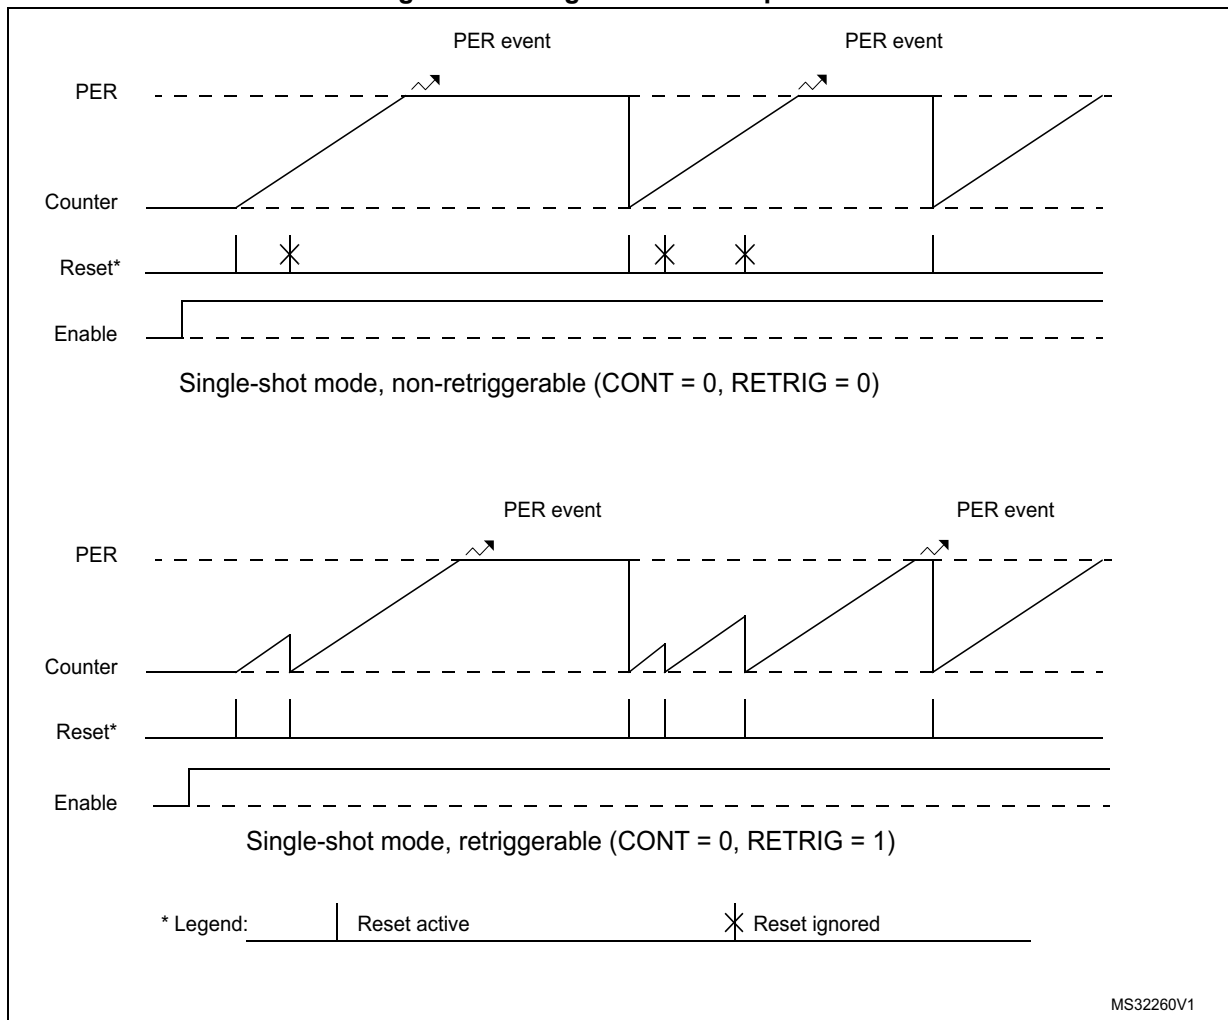 PER event PER event
PER
Counter
Reset*
Enable
Single-shot mode, non-retriggerable (CONT = 0, RETRIG = 0)
PER event PER event
PER
Counter
Reset*
Enable
Single-shot mode, retriggerable (CONT = 0, RETRIG = 1)
* Legend: Reset active Reset ignored
MS32260V1